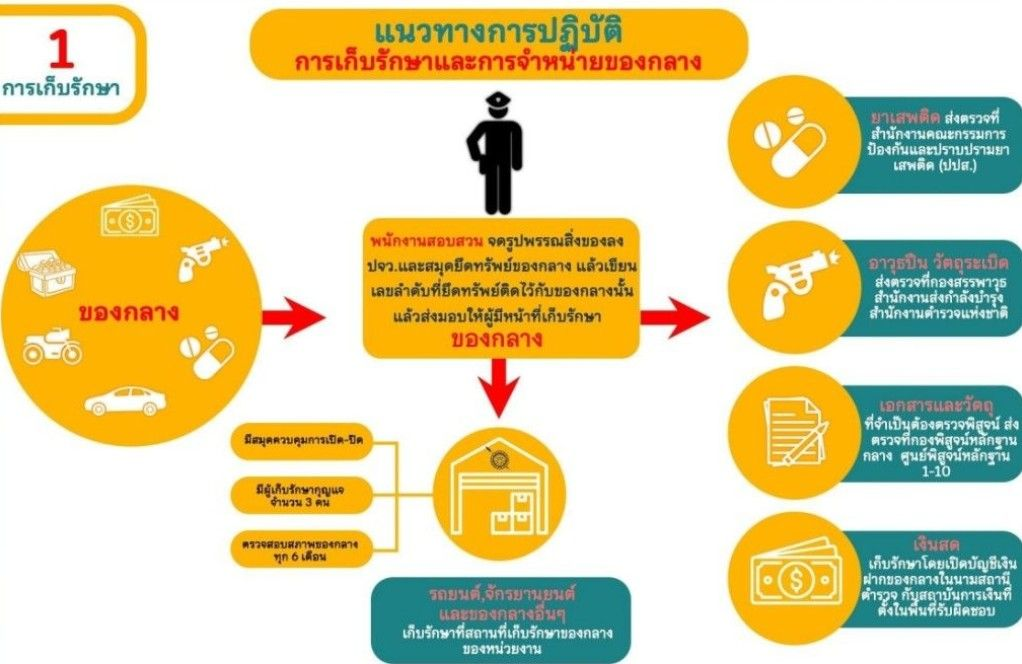 1
การเก็บรักษา
แนวทางการปฏิบัติ
การเก็บรักษาและการจำหน่ายของกลาง
ของกลาง
พนักงานสอบสวน จดรูปพรรณสิ่งของลง
ปจว.และสมุดยึดทรัพย์ของกลาง แล้วเขียน
เลขลำดับที่ยึดทรัพย์ติดไว้กับของกลางนั้น
แล้วส่งมอบให้ผู้มีหน้าที่เก็บรักษา
ของกลาง
มีสมุดควบคุมการเปิด-ปิด
มีผู้เก็บรักษากุญแจ
จำนวน 3 คน
ตรวจสอบสภาพของกลาง
ทุก 6 เดือน
รถยนต์,จักรยานยนต์
และของกลางอื่นๆ
เก็บรักษาที่สถานที่เก็บรักษาของกลาง
ของหน่วยงาน
ยาเสพติด ส่งตรวจที่
สำนักงานคณะกรรมการ
ป้องกันและปราบปรามยา
เสพติด (ปปส.)
อาวุธปืน วัตถุระเบิด
ส่งตรวจที่กองสรรพาวุธ
สำนักงานส่งกำลังบำรุง
สำนักงานตำรวจแห่งชาติ
เอกสารและวัตถุ
ที่จำเป็นต้องตรวจพิสูจน์ ส่ง
ตรวจที่กองพิสูจน์หลักฐาน
กลาง ศูนย์พิสูจน์หลักฐาน
1-10
เงินสด
เก็บรักษาโดยเปิดบัญชีเงิน
ฝากของกลางในนามสถานี
ตำรวจ กับสถาบันการเงินที่
ตั้งในพื้นที่รับผิดชอบ